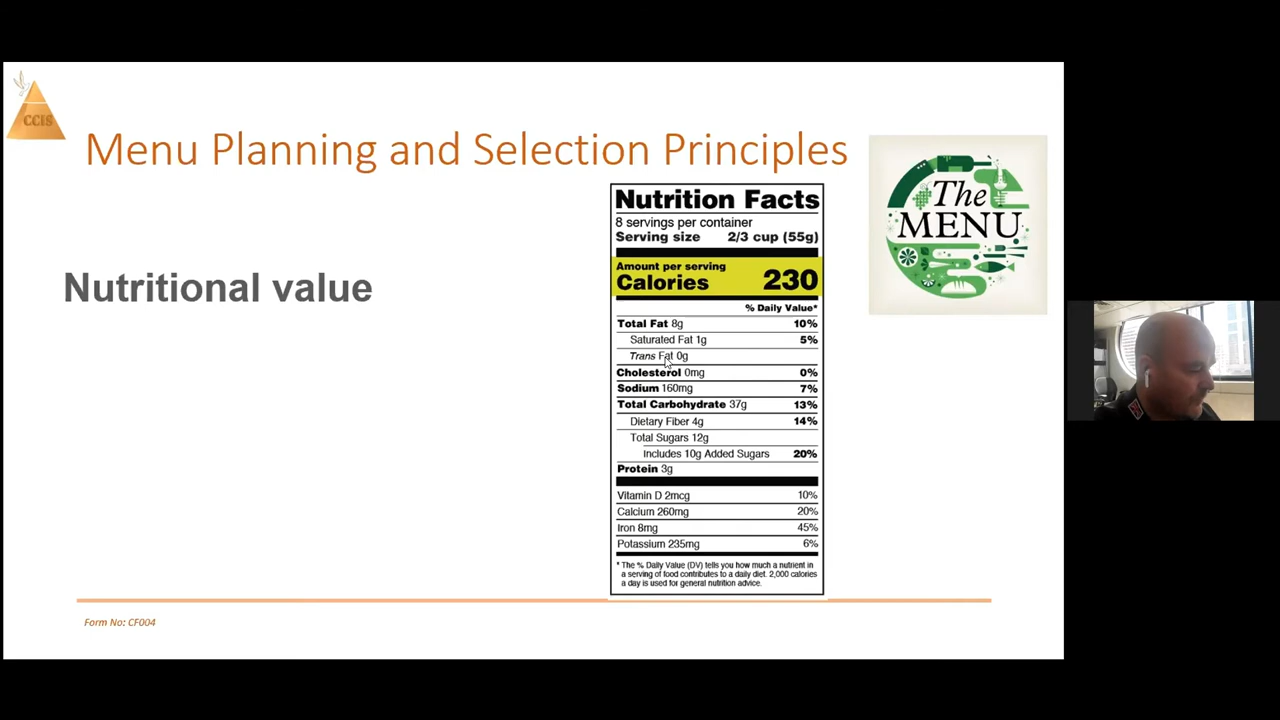 CCIS
Menu Planning and Selection Principles
The
MENU
Nutritional value
Nutrition Facts
8 servings per container
Serving size 2/3 cup (55g)
Amount per serving
Calories 230
% Daily Value*
Total Fat 8g 10%
Saturated Fat 1g 5%
Trans Fat 0g
Cholesterol 0mg 0%
Sodium 160mg 7%
Total Carbohydrate 37g 13%
Dietary Fiber 4g 14%
Total Sugars 12g
Includes 10g Added Sugars 20%
Protein 3g
Vitamin D 2mcg 10%
Calcium 260mg 20%
Iron 8mg 45%
Potassium 235mg 6%
* The % Daily Value (DV) tells you how much a nutrient in
a serving of food contributes to a daily diet. 2,000 calories
a day is used for general nutrition advice.
Form No: CF004